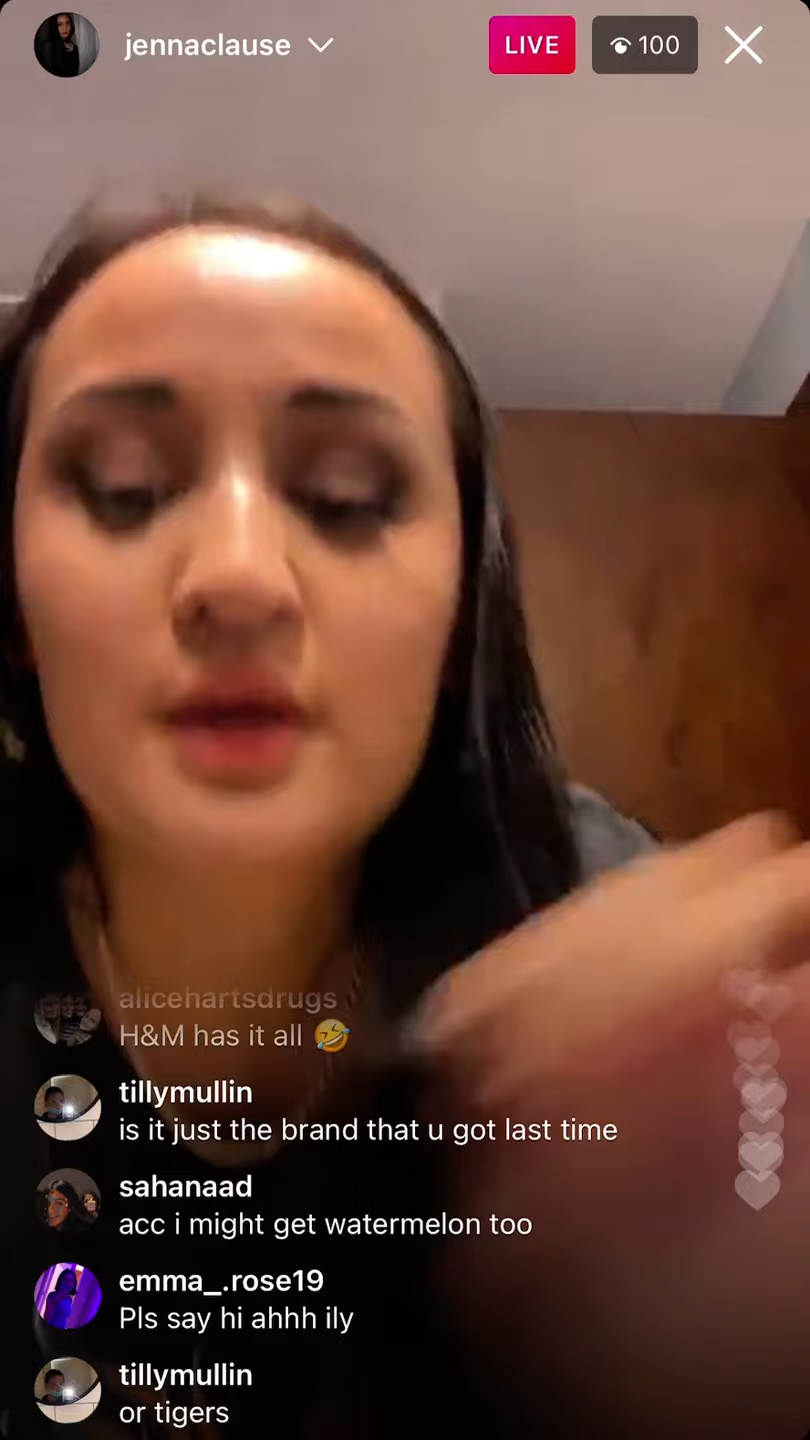 jennaclause
LIVE
100
alicehartsdrugs
H&M has it all 🤣
tillymullin
is it just the brand that u got last time
sahanaad
acc i might get watermelon too
emma_.rose19
Pls say hi ahhh ily
tillymullin
or tigers